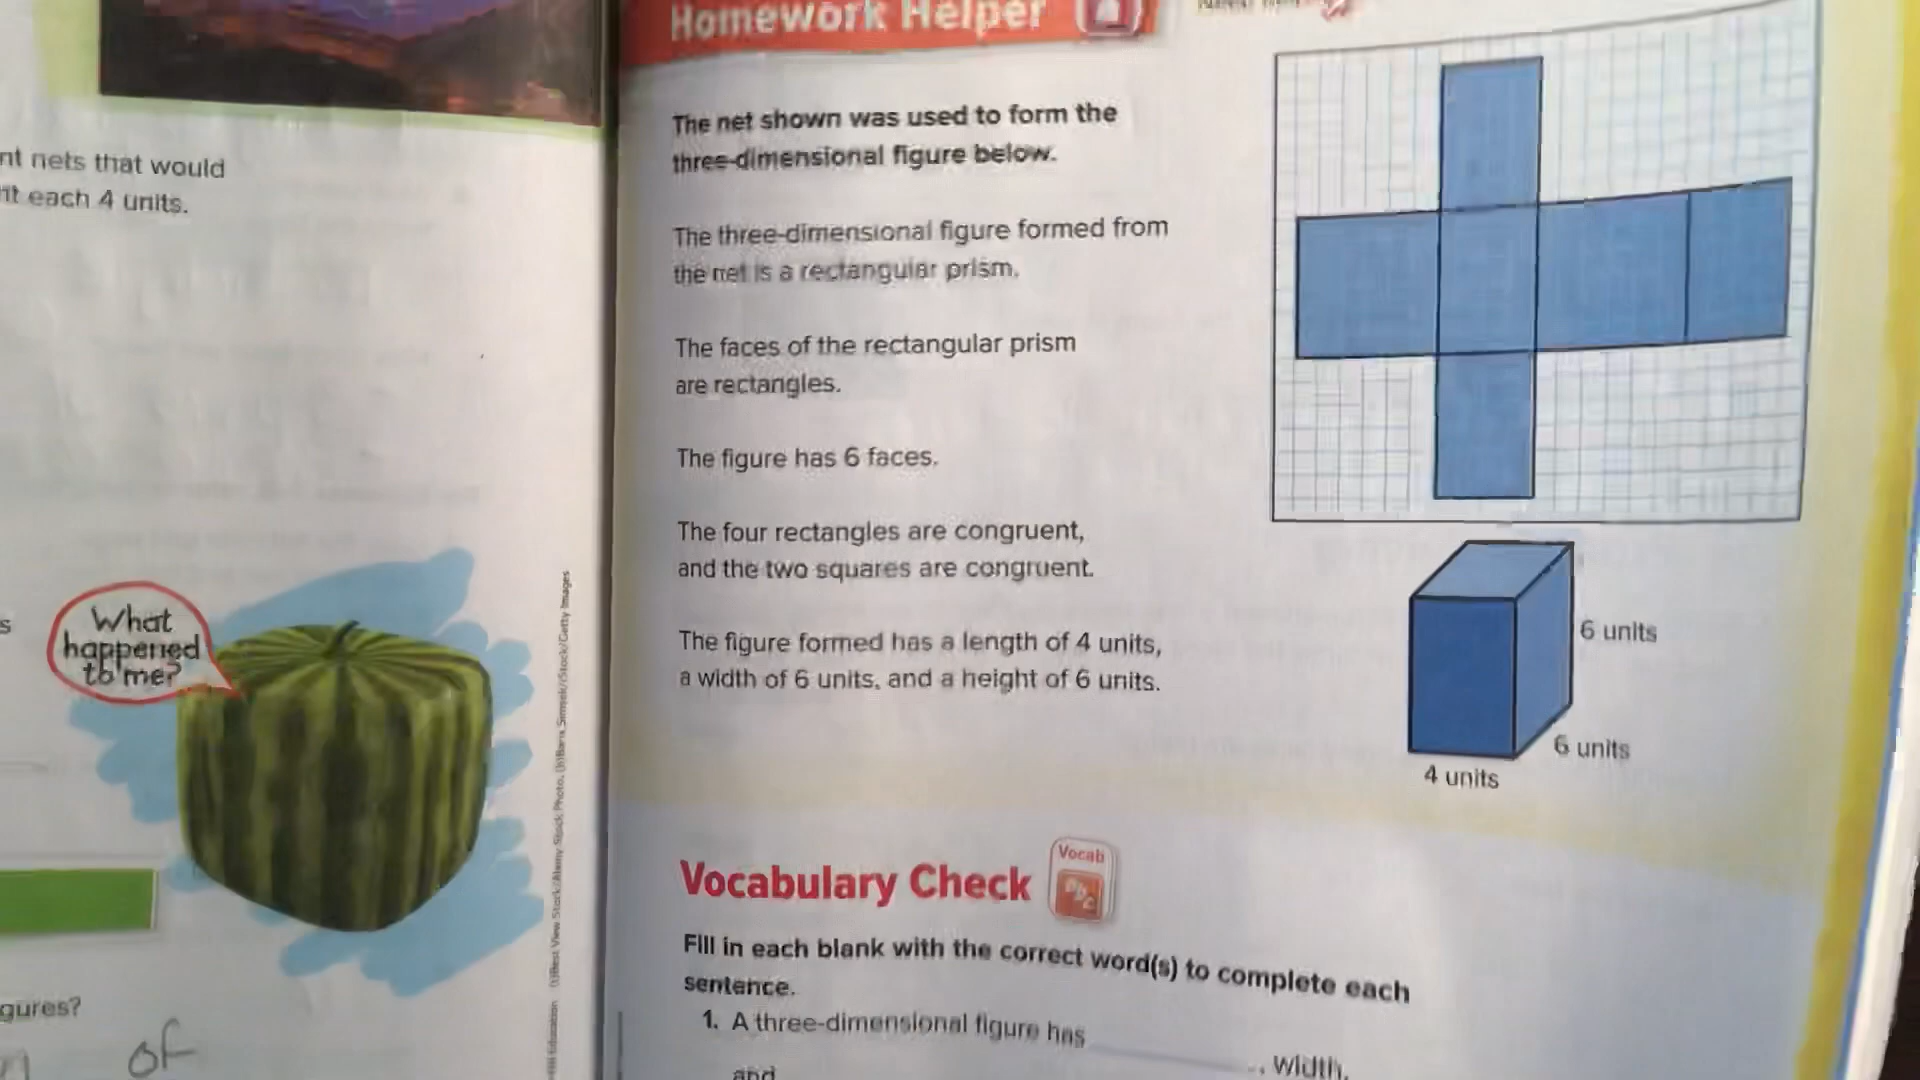 nt nets that would
it each 4 units.
s
What
happened
to me?
gures?
of
Homework Helper
The net shown was used to form the
three-dimensional figure below.
The three-dimensional figure formed from
the net is a rectangular prism.
The faces of the rectangular prism
are rectangles.
The figure has 6 faces.
The four rectangles are congruent,
and the two squares are congruent.
The figure formed has a length of 4 units,
a width of 6 units, and a height of 6 units.
6 units
6 units
4 units
Vocabulary Check
Vocab
Fill in each blank with the correct word(s) to complete each
sentence.
1. A three-dimensional figure has ____________, width,
and